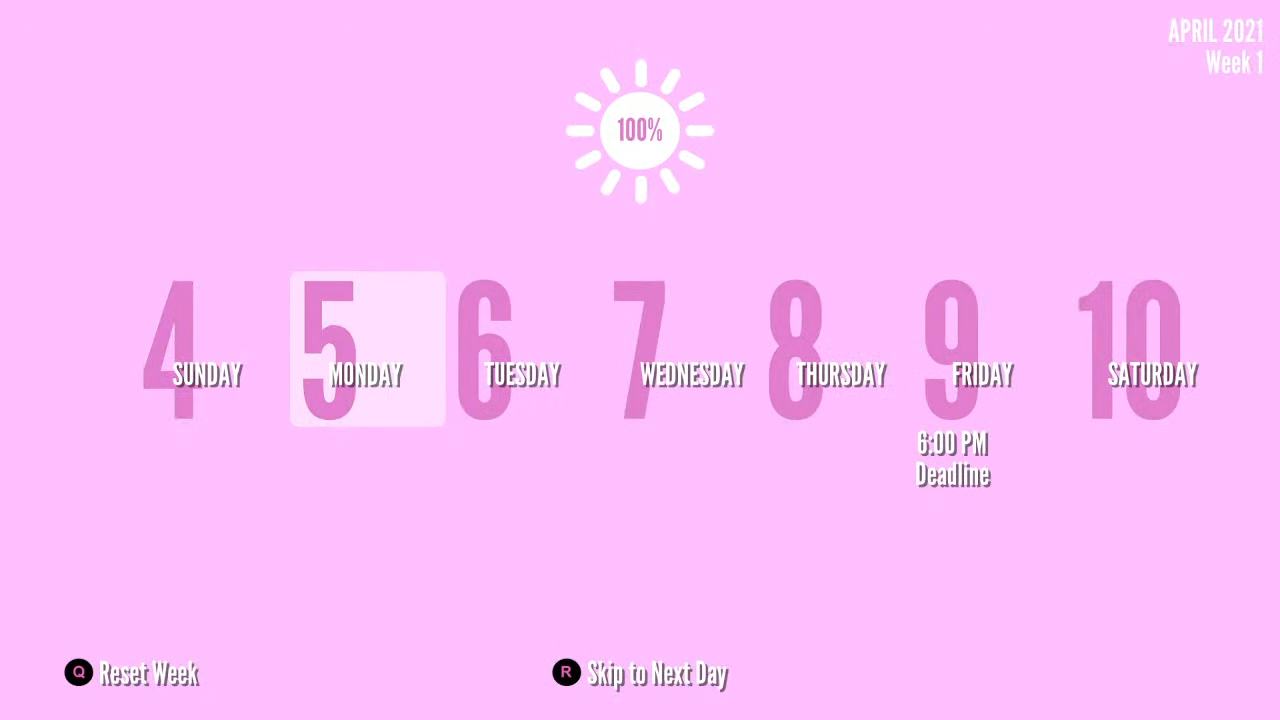 APRIL 2021
Week 1
100%
4 5 6 7 8 9 10
SUNDAY MONDAY TUESDAY WEDNESDAY THURSDAY FRIDAY SATURDAY
6:00 PM
Deadline
Q Reset Week
R Skip to Next Day